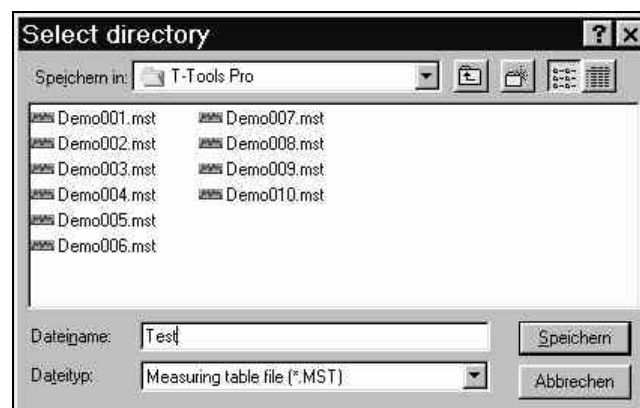 Select directory
Speichern in: T-Tools Pro
Demo001.mst
Demo002.mst
Demo003.mst
Demo004.mst
Demo005.mst
Demo006.mst
Demo007.mst
Demo008.mst
Demo009.mst
Demo010.mst
Dateiname: Test
Speichern
Dateityp: Measuring table file (*.MST)
Abbrechen